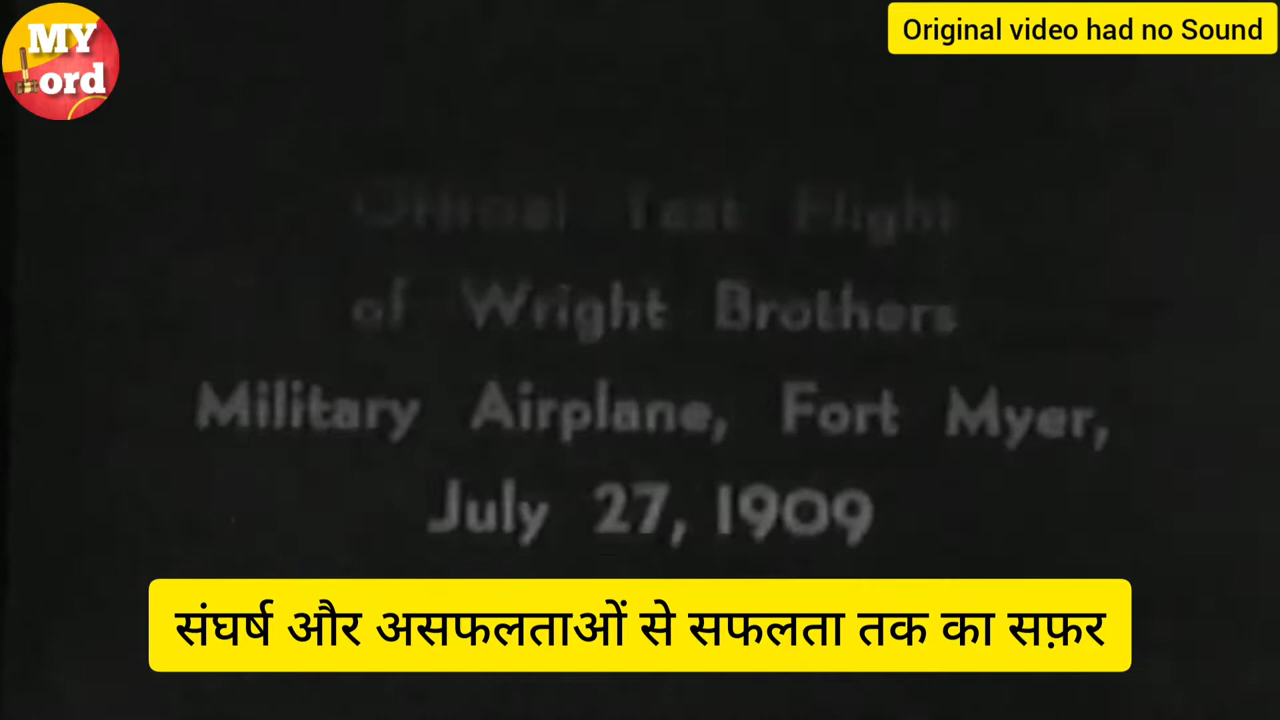 MY
ord
Original video had no Sound
Official Test Flight
of Wright Brothers
Military Airplane, Fort Myer,
July 27, 1909
संघर्ष और असफलताओं से सफलता तक का सफ़र